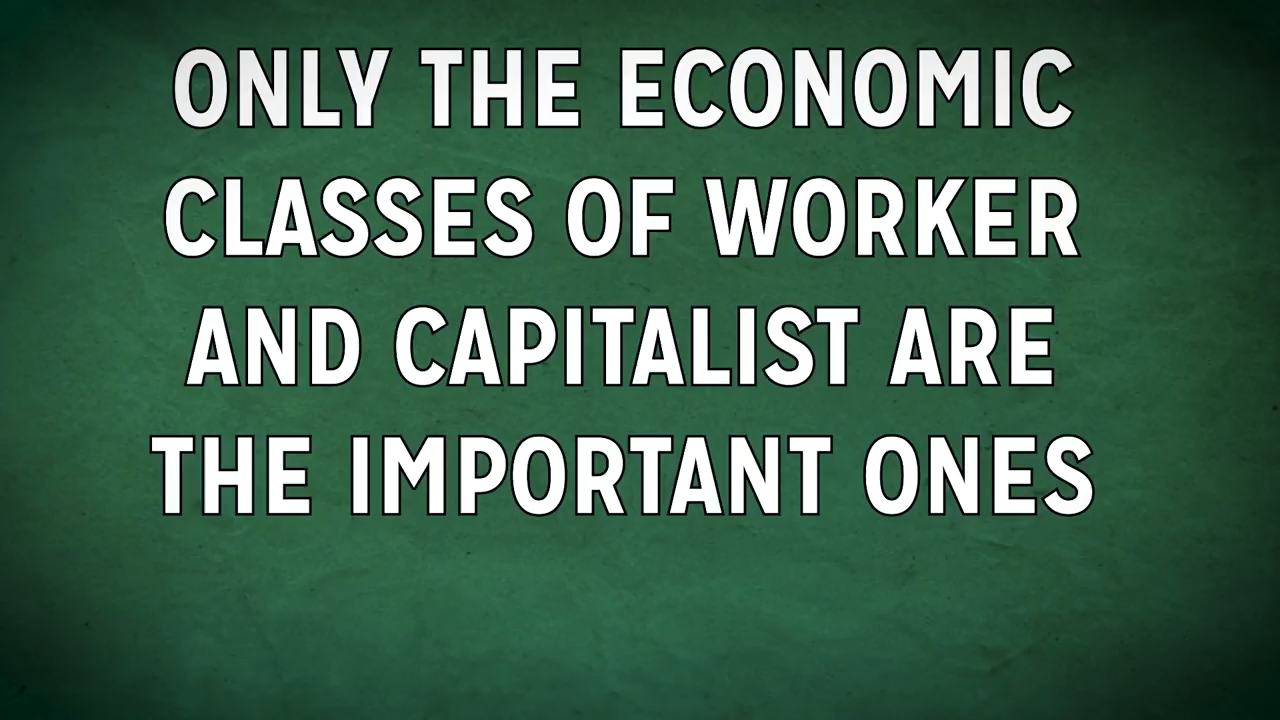 ONLY THE ECONOMIC
CLASSES OF WORKER
AND CAPITALIST ARE
THE IMPORTANT ONES